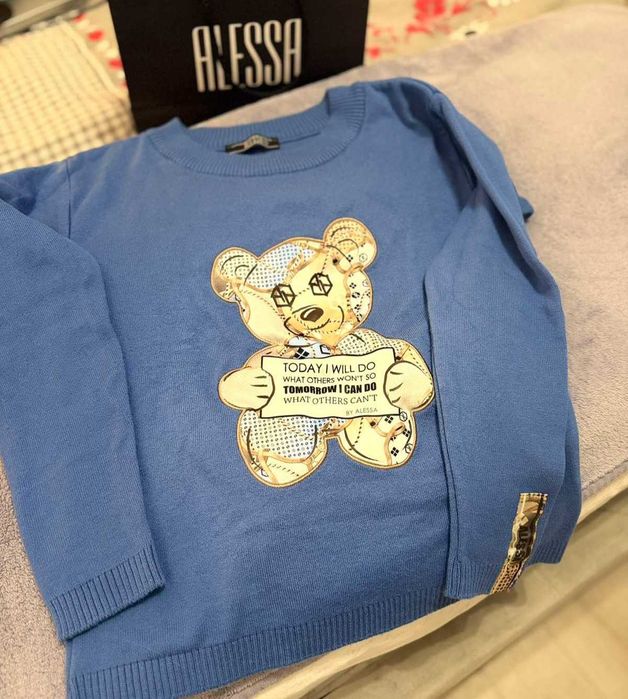 ALESSA
TODAY I WILL DO
WHAT OTHERS WON'T SO
TOMORROW I CAN DO
WHAT OTHERS CAN'T
BY ALESSA